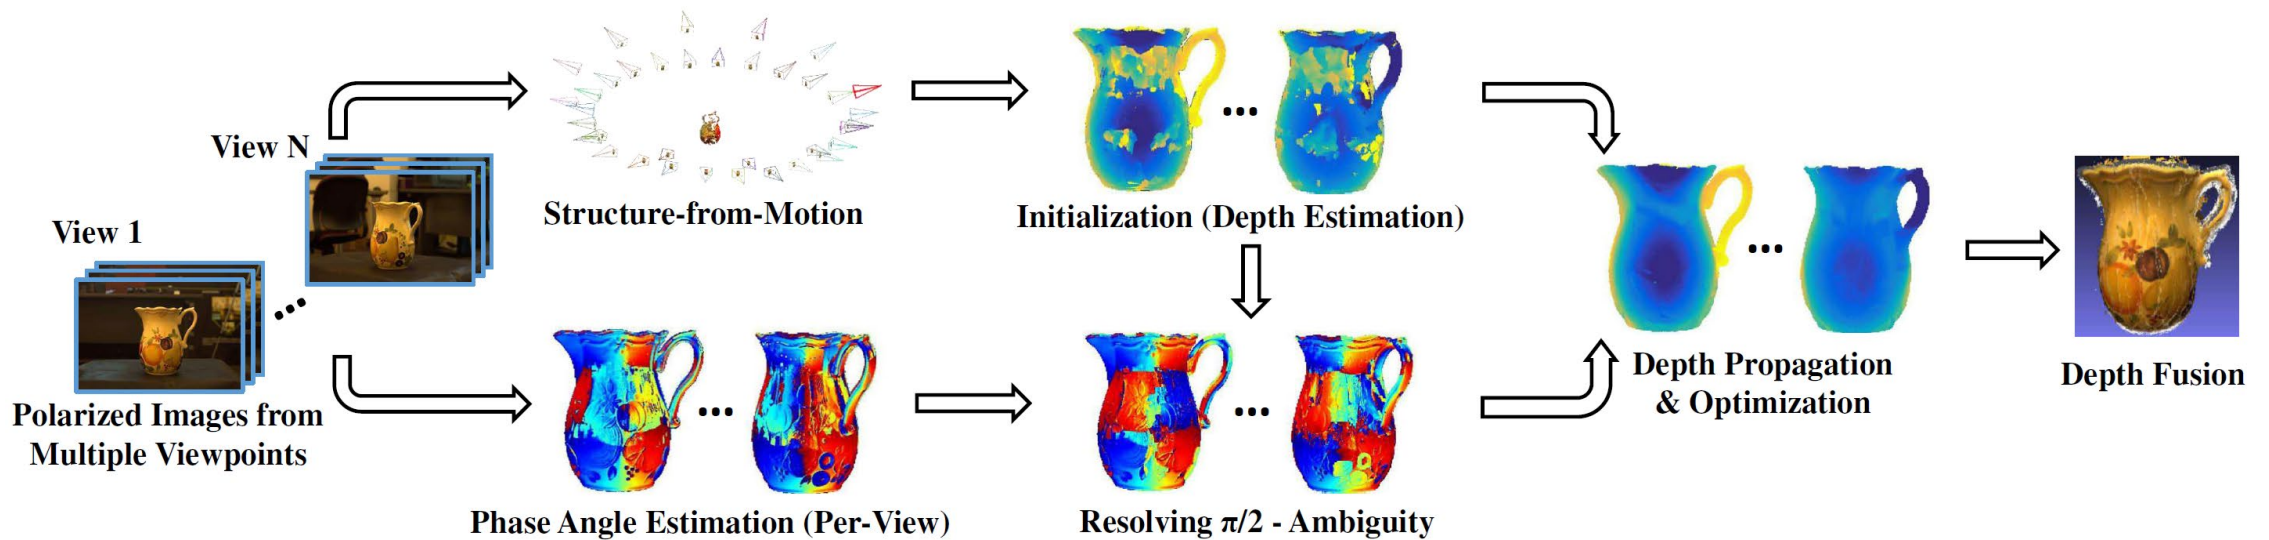 View N
View 1
Polarized Images from
Multiple Viewpoints
Structure-from-Motion
Initialization (Depth Estimation)
Phase Angle Estimation (Per-View)
Resolving π/2 - Ambiguity
Depth Propagation
& Optimization
Depth Fusion